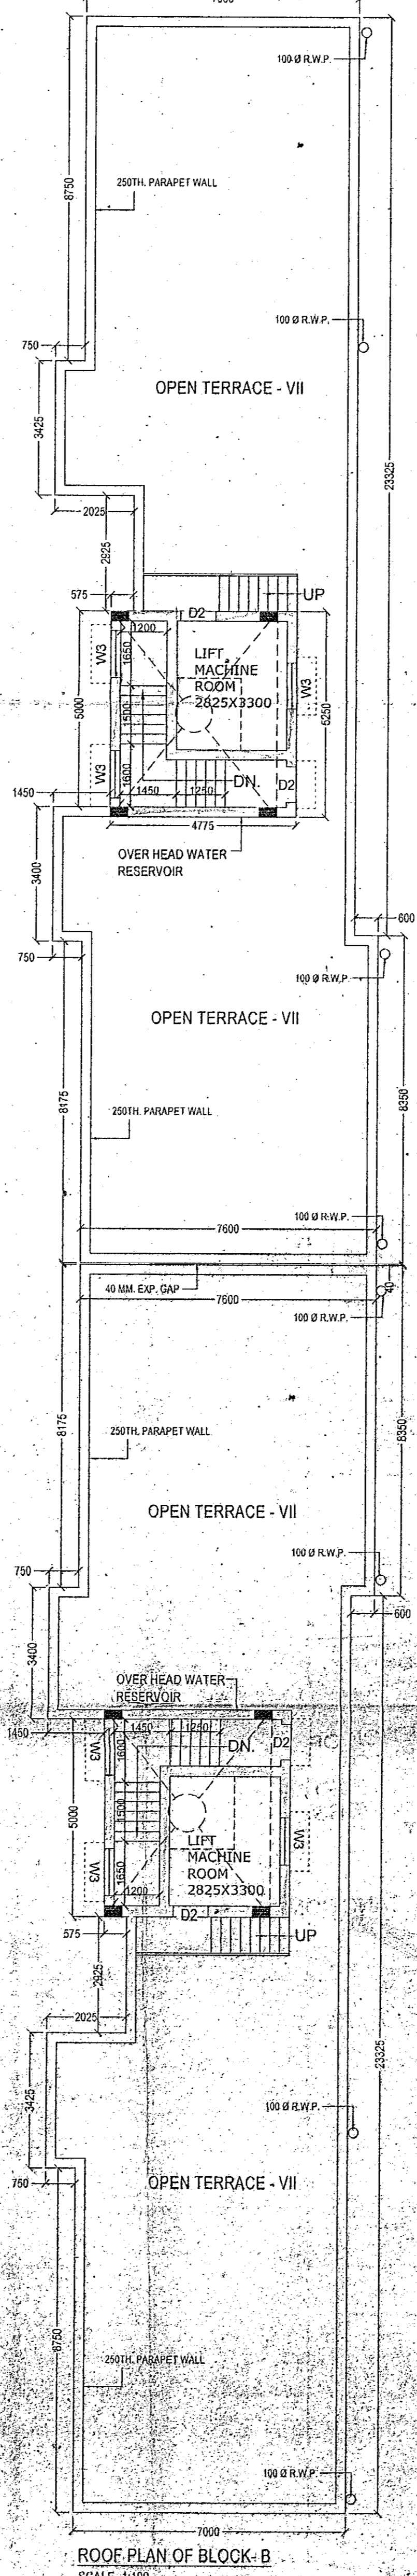 100 Ø R.W.P.
8750
250TH. PARAPET WALL
100 Ø R.W.P.
750
OPEN TERRACE - VII
3425
23325
2025
2925
575
D2
UP
1200
W3
1650
LIFT
MACHINE
ROOM
2825X3300
W3
5000
1500
5250
W3
1600
DN.
D2
1450
1450
1250
4775
3400
OVER HEAD WATER
RESERVOIR
600
750
100 Ø R.W.P.
OPEN TERRACE - VII
8175
8350
250TH. PARAPET WALL
100 Ø R.W.P.
7600
40 MM. EXP. GAP
40
7600
100 Ø R.W.P.
8175
8350
250TH. PARAPET WALL
OPEN TERRACE - VII
100 Ø R.W.P.
750
600
3400
OVER HEAD WATER
RESERVOIR
1450
1450
1250
W3
1600
DN.
D2
5000
1500
W3
LIFT
MACHINE
ROOM
2825X3300
W3
1650
1200
D2
575
UP
2925
2025
3425
23325
100 Ø R.W.P.
750
OPEN TERRACE - VII
8750
250TH. PARAPET WALL
100 Ø R.W.P.
7000
ROOF PLAN OF BLOCK- B